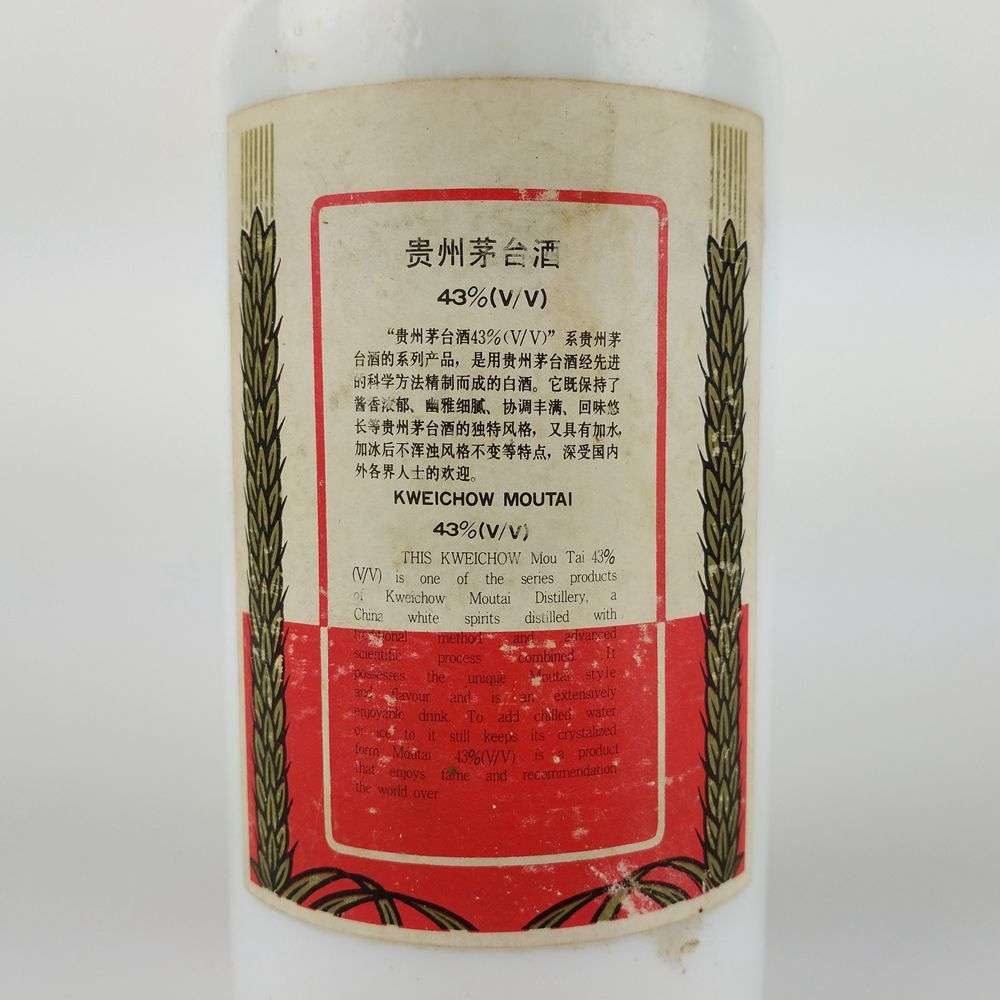 贵州茅台酒
43%(V/V)
“贵州茅台酒43%(V/V)”系贵州茅
台酒的系列产品，是用贵州茅台酒经先进
的科学方法精制而成的白酒。它既保持了
酱香浓郁、幽雅细腻、协调丰满、回味悠
长等贵州茅台酒的独特风格，又具有加水,
加冰后不浑浊风格不变等特点，深受国内
外各界人士的欢迎。
KWEICHOW MOUTAI
43%(V/V)
THIS KWEICHOW Mou Tai 43%
(V/V) is one of the series products
of Kweichow Moutai Distillery, a
China white spirits distilled with
traditional method and advanced
scientific process combined. It
possesses the unique Moutai style
and flavour and is an extensively
enjoyable drink. To add chilled water
or ice to it still keeps its crystalized
form Moutai 43%(V/V) is a product
that enjoys fame and recommendation
the world over